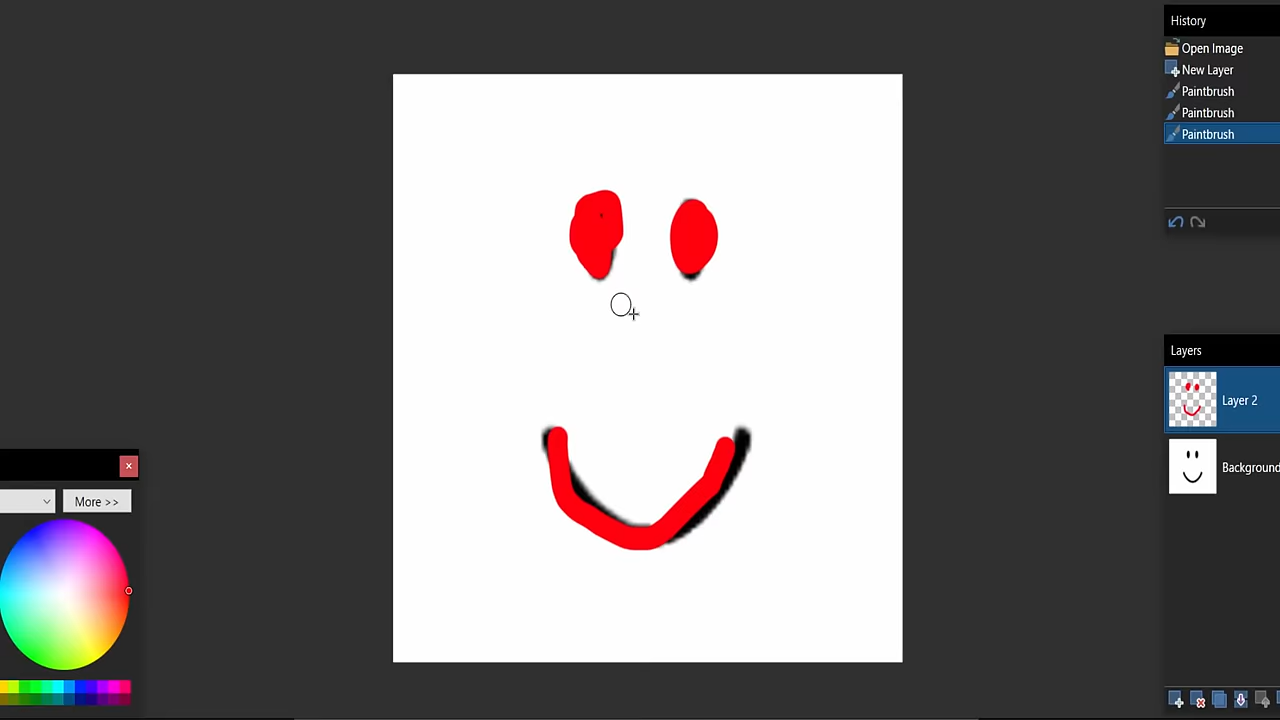 History
Open Image
New Layer
Paintbrush
Paintbrush
Paintbrush
Layers
Layer 2
Background
More >>